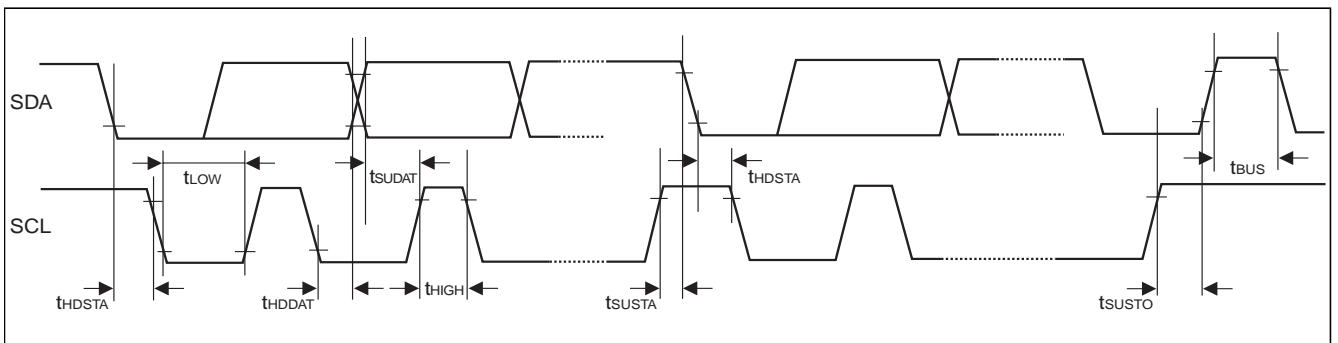 SDA
tLOW
tSUDAT
tHDSTA
tBUS
SCL
tHDSTA
tHDDAT
tHIGH
tSUSTA
tSUSTO